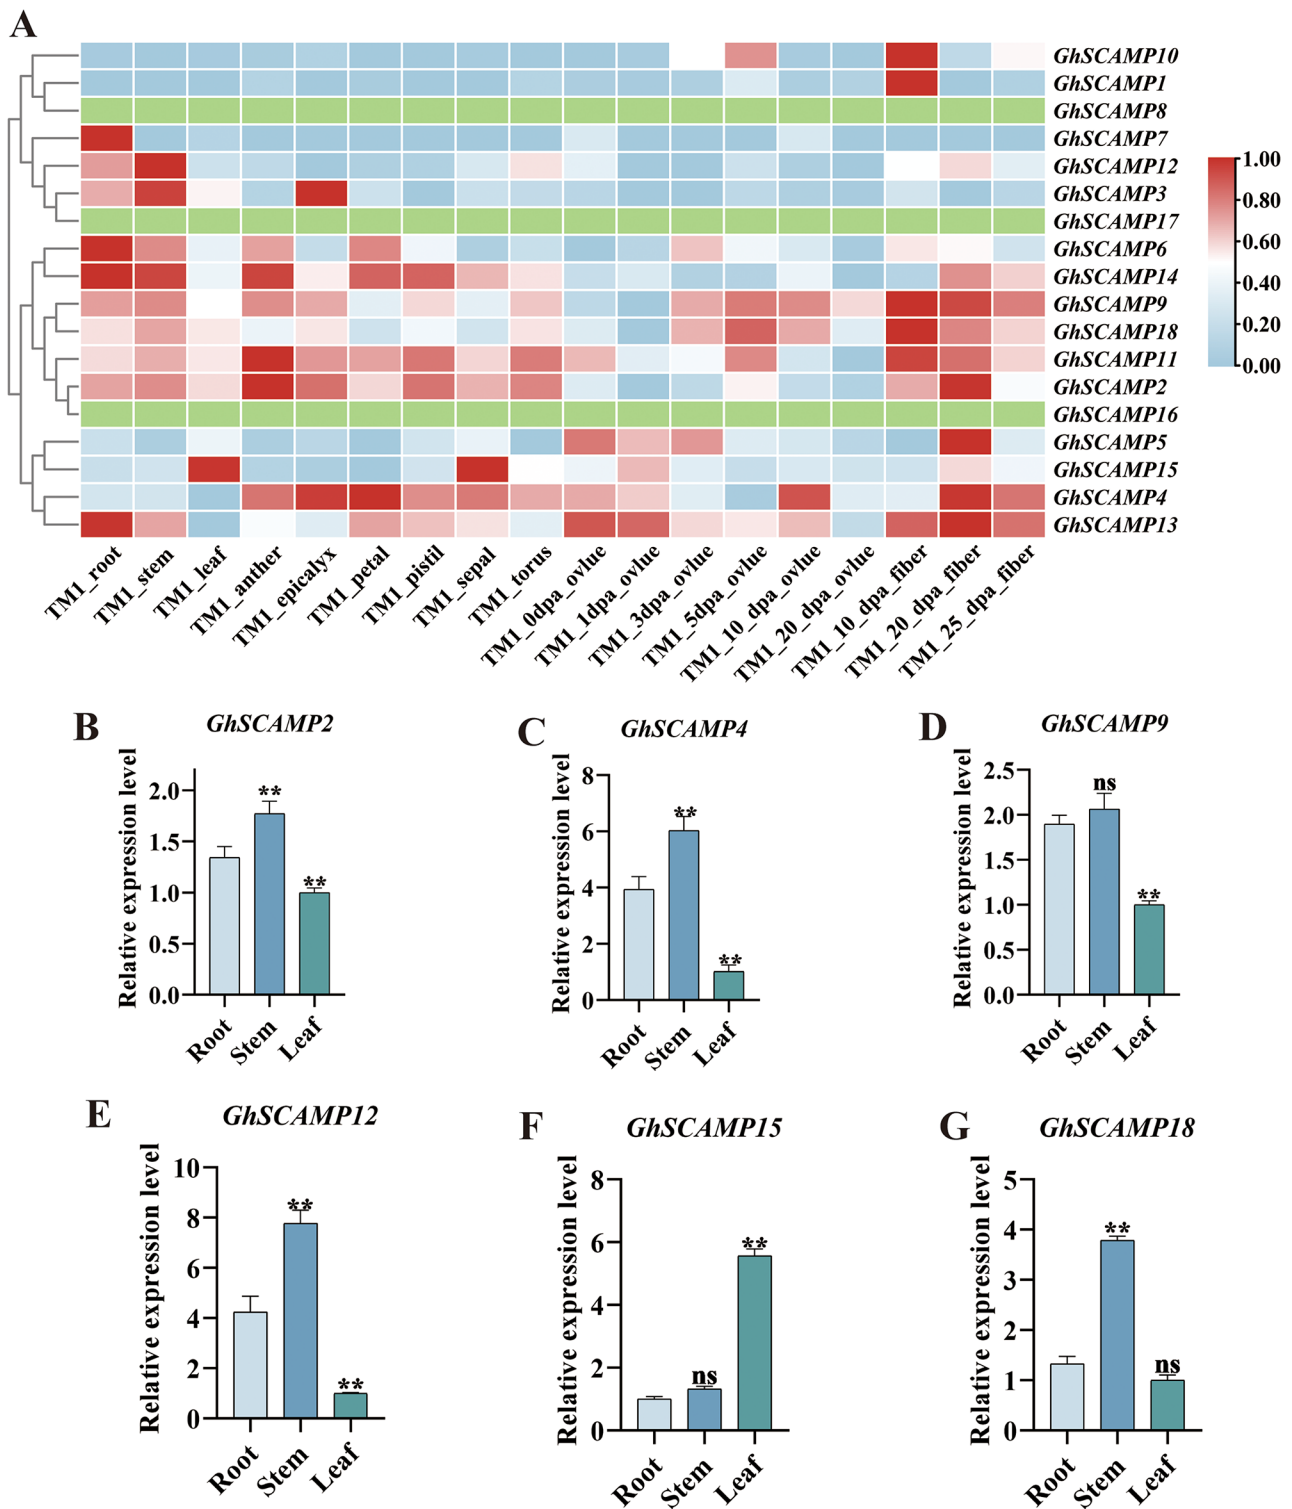 A
GhSCAMP10
GhSCAMP1
GhSCAMP8
GhSCAMP7
GhSCAMP12
GhSCAMP3
GhSCAMP17
GhSCAMP6
GhSCAMP14
GhSCAMP9
GhSCAMP18
GhSCAMP11
GhSCAMP2
GhSCAMP16
GhSCAMP5
GhSCAMP15
GhSCAMP4
GhSCAMP13
1.00
0.80
0.60
0.40
0.20
0.00
TM1_root
TM1_stem
TM1_leaf
TM1_anther
TM1_epicalyx
TM1_petal
TM1_pistil
TM1_sepal
TM1_torus
TM1_0dpa_ovlue
TM1_1dpa_ovlue
TM1_3dpa_ovlue
TM1_5dpa_ovlue
TM1_10_dpa_ovlue
TM1_20_dpa_ovlue
TM1_10_dpa_fiber
TM1_20_dpa_fiber
TM1_25_dpa_fiber
B
GhSCAMP2
Relative expression level
2.0
1.5
1.0
0.5
0.0
**
**
Root
Stem
Leaf
C
GhSCAMP4
Relative expression level
8
6
4
2
0
**
**
Root
Stem
Leaf
D
GhSCAMP9
Relative expression level
2.5
2.0
1.5
1.0
0.5
0.0
ns
**
Root
Stem
Leaf
E
GhSCAMP12
Relative expression level
10
8
6
4
2
0
**
**
Root
Stem
Leaf
F
GhSCAMP15
Relative expression level
8
6
4
2
0
ns
**
Root
Stem
Leaf
G
GhSCAMP18
Relative expression level
5
4
3
2
1
0
**
ns
Root
Stem
Leaf